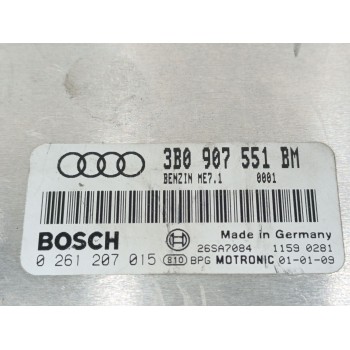 3B0 907 551 BM
BENZIN ME7.1 0001
BOSCH Made in Germany
26SA7084 1159 0281
0 261 207 015 810 BPG MOTRONIC 01-01-09